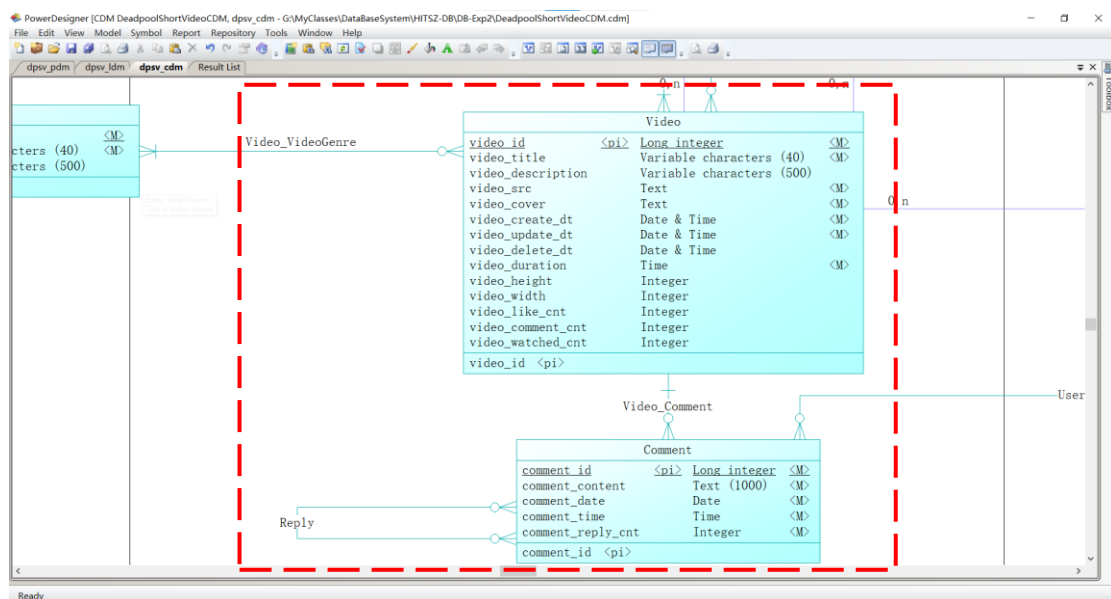 PowerDesigner [CDM DeadpoolShortVideoCDM, dpsv_cdm - G:\MyClasses\DataBaseSystem\HITSZ-DB\DB-Exp2\DeadpoolShortVideoCDM.cdm]
File Edit View Model Symbol Report Repository Tools Window Help
dpsv_pdm dpsv_ldm dpsv_cdm Result List
Toolbox
0,n 0,n
Video
video_id <pi> Long integer <M>
video_title Variable characters (40) <M>
video_description Variable characters (500)
video_src Text <M>
video_cover Text <M>
video_create_dt Date & Time <M>
video_update_dt Date & Time <M>
video_delete_dt Date & Time
video_duration Time <M>
video_height Integer
video_width Integer
video_like_cnt Integer
video_comment_cnt Integer
video_watched_cnt Integer
video_id <pi>
<M>
cters (40) <M>
cters (500)
Video_VideoGenre
0,n
Video_Comment
User
Comment
comment_id <pi> Long integer <M>
comment_content Text (1000) <M>
comment_date Date <M>
comment_time Time <M>
comment_reply_cnt Integer <M>
comment_id <pi>
Reply
Ready